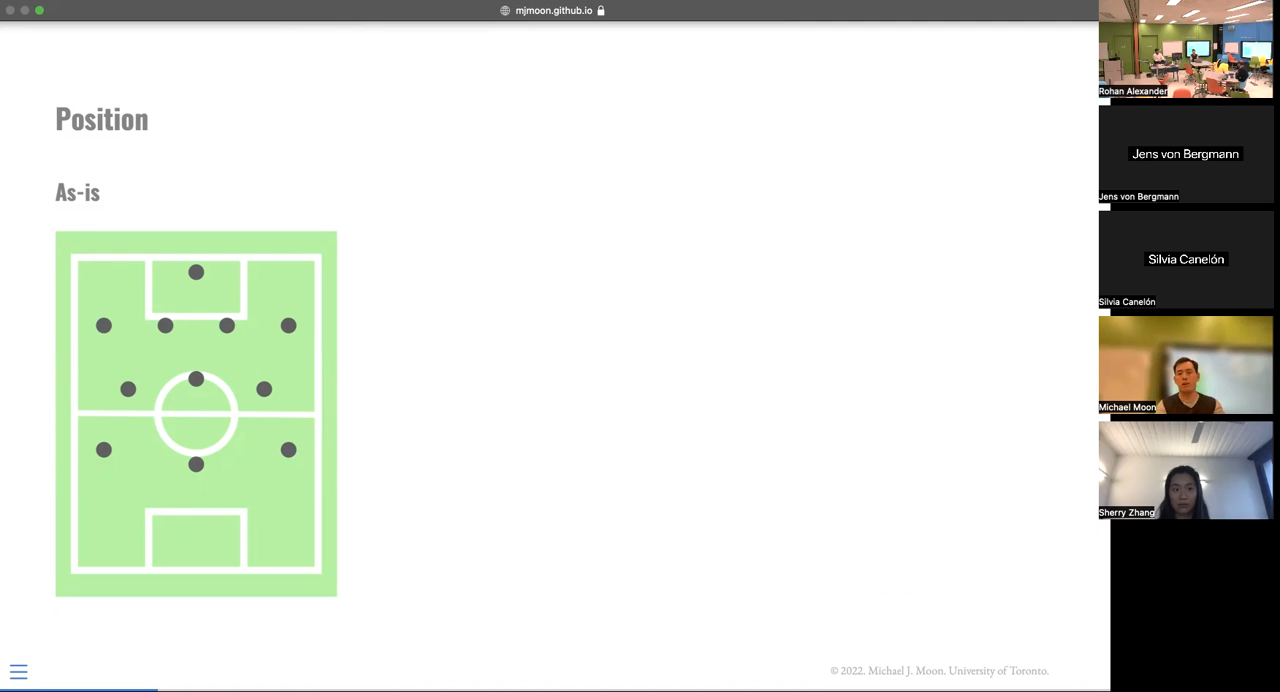 mjmoon.github.io
Position
As-is
© 2022. Michael J. Moon. University of Toronto.
Rohan Alexander
Jens von Bergmann
Jens von Bergmann
Silvia Canelón
Silvia Canelón
Michael Moon
Sherry Zhang